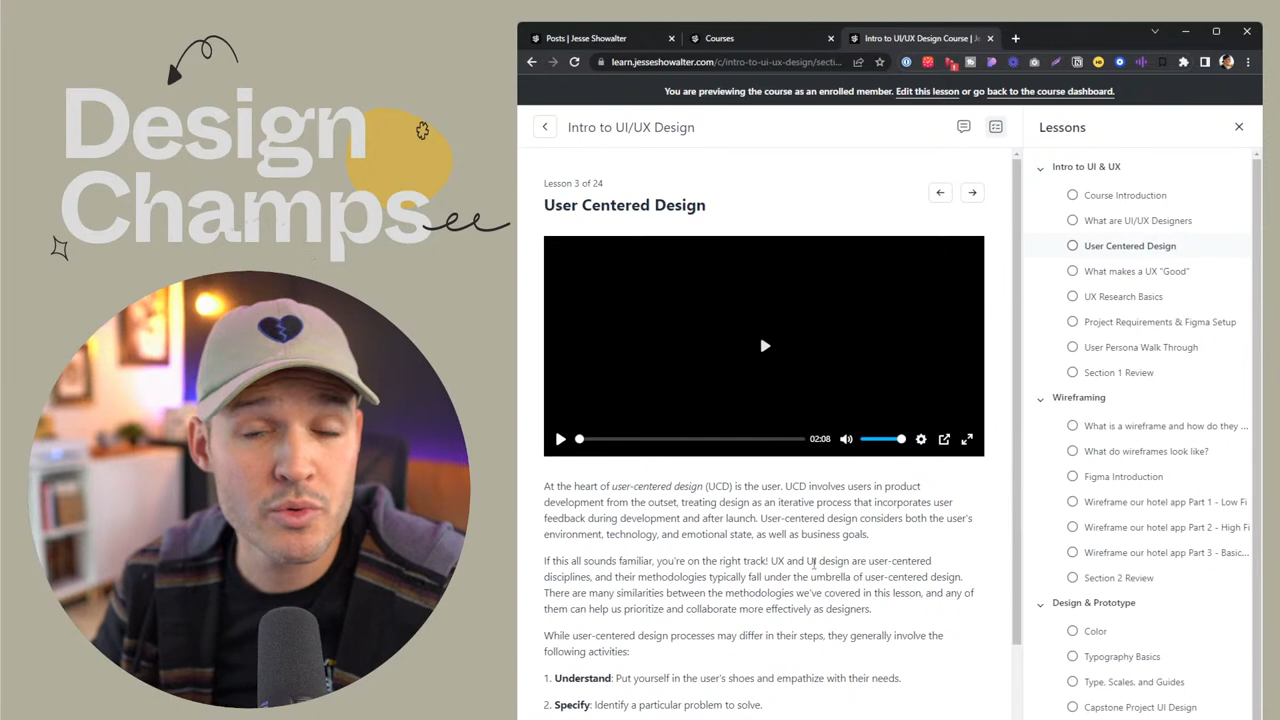 Design
Champs
Posts | Jesse Showalter
Courses
Intro to UI/UX Design Course | Je
learn.jesseshowalter.com/c/intro-to-ui-ux-design/secti...
You are previewing the course as an enrolled member. Edit this lesson or go back to the course dashboard.
Intro to UI/UX Design
Lesson 3 of 24
User Centered Design
02:08
At the heart of user-centered design (UCD) is the user. UCD involves users in product
development from the outset, treating design as an iterative process that incorporates user
feedback during development and after launch. User-centered design considers both the user's
environment, technology, and emotional state, as well as business goals.
If this all sounds familiar, you're on the right track! UX and UI design are user-centered
disciplines, and their methodologies typically fall under the umbrella of user-centered design.
There are many similarities between the methodologies we've covered in this lesson, and any of
them can help us prioritize and collaborate more effectively as designers.
While user-centered design processes may differ in their steps, they generally involve the
following activities:
1. Understand: Put yourself in the user's shoes and empathize with their needs.
2. Specify: Identify a particular problem to solve.
Lessons
Intro to UI & UX
Course Introduction
What are UI/UX Designers
User Centered Design
What makes a UX "Good"
UX Research Basics
Project Requirements & Figma Setup
User Persona Walk Through
Section 1 Review
Wireframing
What is a wireframe and how do they ...
What do wireframes look like?
Figma Introduction
Wireframe our hotel app Part 1 - Low Fi
Wireframe our hotel app Part 2 - High Fi
Wireframe our hotel app Part 3 - Basic...
Section 2 Review
Design & Prototype
Color
Typography Basics
Type, Scales, and Guides
Capstone Project UI Design